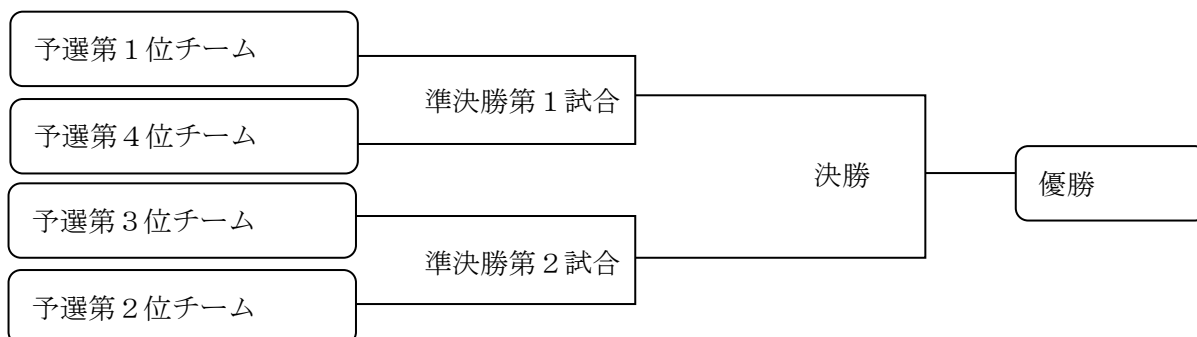 予選第１位チーム
準決勝第１試合
予選第４位チーム
決勝
優勝
予選第３位チーム
準決勝第２試合
予選第２位チーム